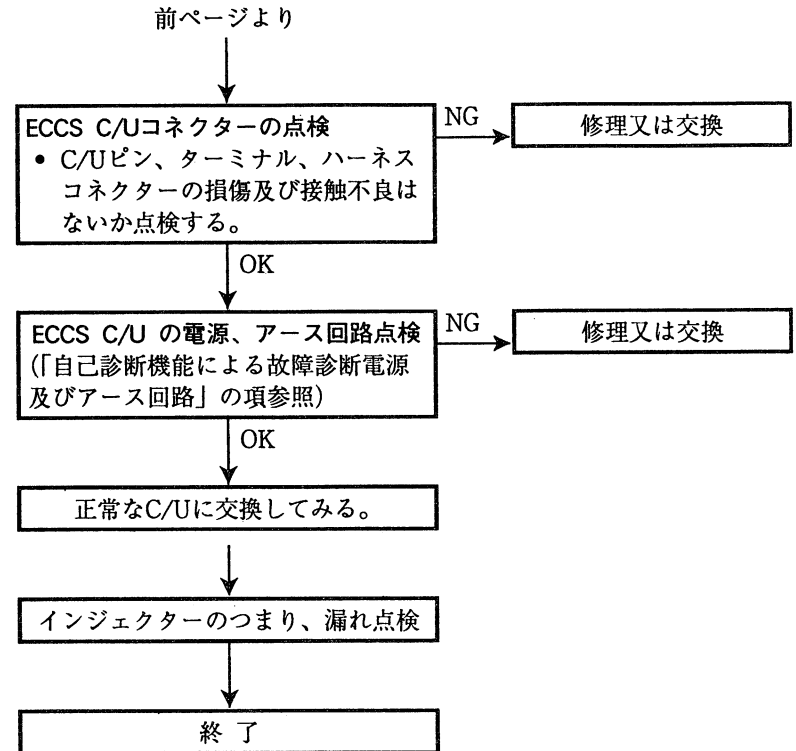 前ページより
ECCS C/Uコネクターの点検
• C/Uピン、ターミナル、ハーネス
コネクターの損傷及び接触不良は
ないか点検する。
NG
修理又は交換
OK
ECCS C/U の電源、アース回路点検
(「自己診断機能による故障診断電源
及びアース回路」の項参照)
NG
修理又は交換
OK
正常なC/Uに交換してみる。
インジェクターのつまり、漏れ点検
終 了